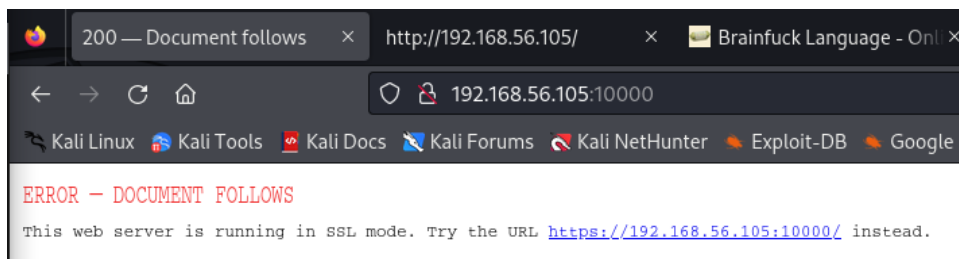 200 — Document follows
http://192.168.56.105/
Brainfuck Language - Onl
192.168.56.105:10000
Kali Linux Kali Tools Kali Docs Kali Forums Kali NetHunter Exploit-DB Google
ERROR — DOCUMENT FOLLOWS
This web server is running in SSL mode. Try the URL https://192.168.56.105:10000/ instead.